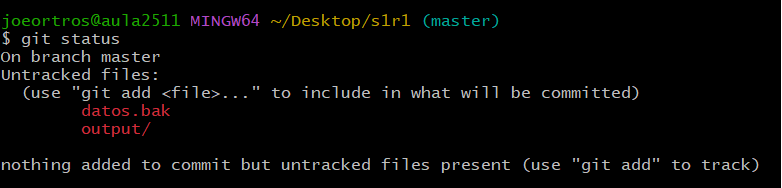 joeortros@aula2511 MINGW64 ~/Desktop/s1r1 (master)
$ git status
On branch master
Untracked files:
  (use "git add <file>..." to include in what will be committed)
        datos.bak
        output/

nothing added to commit but untracked files present (use "git add" to track)